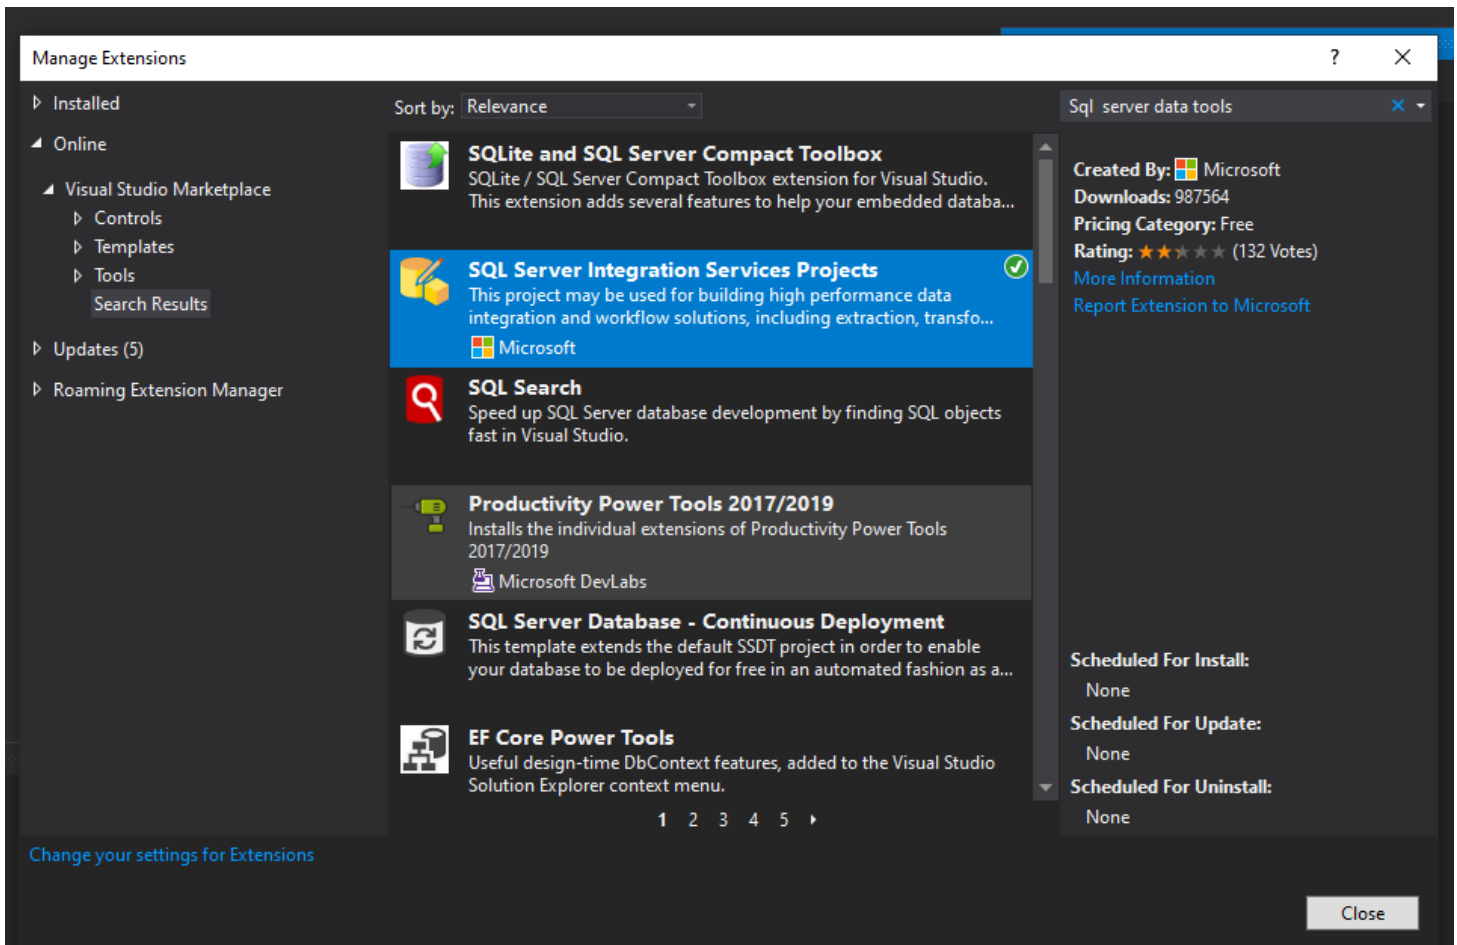 Manage Extensions
?
Installed
Online
Visual Studio Marketplace
Controls
Templates
Tools
Search Results
Updates (5)
Roaming Extension Manager
Change your settings for Extensions
Sort by: Relevance
SQLite and SQL Server Compact Toolbox
SQLite / SQL Server Compact Toolbox extension for Visual Studio.
This extension adds several features to help your embedded databa...
SQL Server Integration Services Projects
This project may be used for building high performance data
integration and workflow solutions, including extraction, transfo...
Microsoft
SQL Search
Speed up SQL Server database development by finding SQL objects
fast in Visual Studio.
Productivity Power Tools 2017/2019
Installs the individual extensions of Productivity Power Tools
2017/2019
Microsoft DevLabs
SQL Server Database - Continuous Deployment
This template extends the default SSDT project in order to enable
your database to be deployed for free in an automated fashion as a...
EF Core Power Tools
Useful design-time DbContext features, added to the Visual Studio
Solution Explorer context menu.
1 2 3 4 5
Sql  server data tools
Created By: Microsoft
Downloads: 987564
Pricing Category: Free
Rating: (132 Votes)
More Information
Report Extension to Microsoft
Scheduled For Install:
None
Scheduled For Update:
None
Scheduled For Uninstall:
None
Close